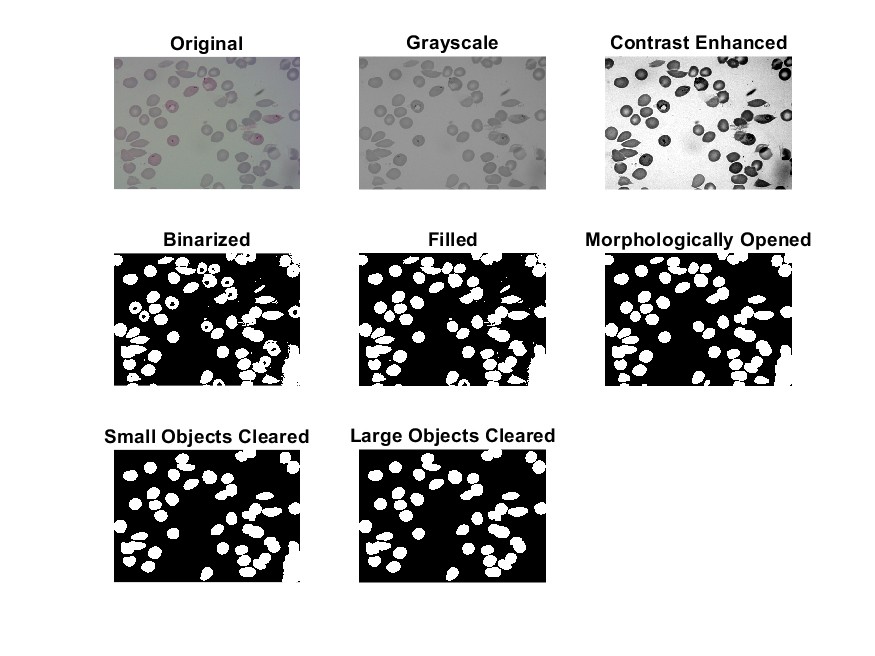 Original
Grayscale
Contrast Enhanced
Binarized
Filled
Morphologically Opened
Small Objects Cleared
Large Objects Cleared